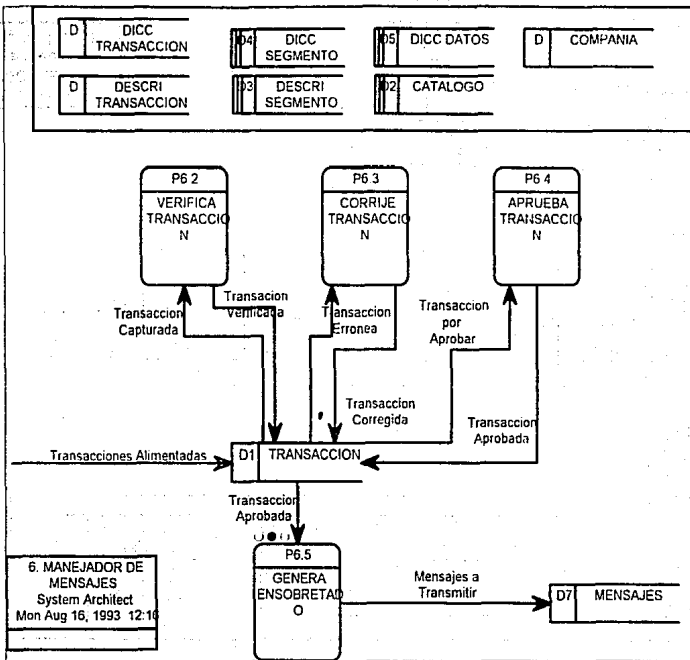 D DICC TRANSACCION
D4 DICC SEGMENTO
D5 DICC DATOS
D COMPANIA
D DESCRI TRANSACCION
D3 DESCRI SEGMENTO
D2 CATALOGO
P6 2
VERIFICA
TRANSACCIO
N
P6 3
CORRIJE
TRANSACCIO
N
P6 4
APRUEBA
TRANSACCIO
N
Transaccion
Capturada
Transacion
Verificada
Transaccion
Erronea
Transaccion
por
Aprobar
Transaccion
Corregida
Transaccion
Aprobada
Transacciones Alimentadas
D1 TRANSACCION
Transaccion
Aprobada
P6.5
GENERA
ENSOBRETAD
O
Mensajes a
Transmitir
D7 MENSAJES
6. MANEJADOR DE
MENSAJES
System Architect
Mon Aug 16, 1993 12:10